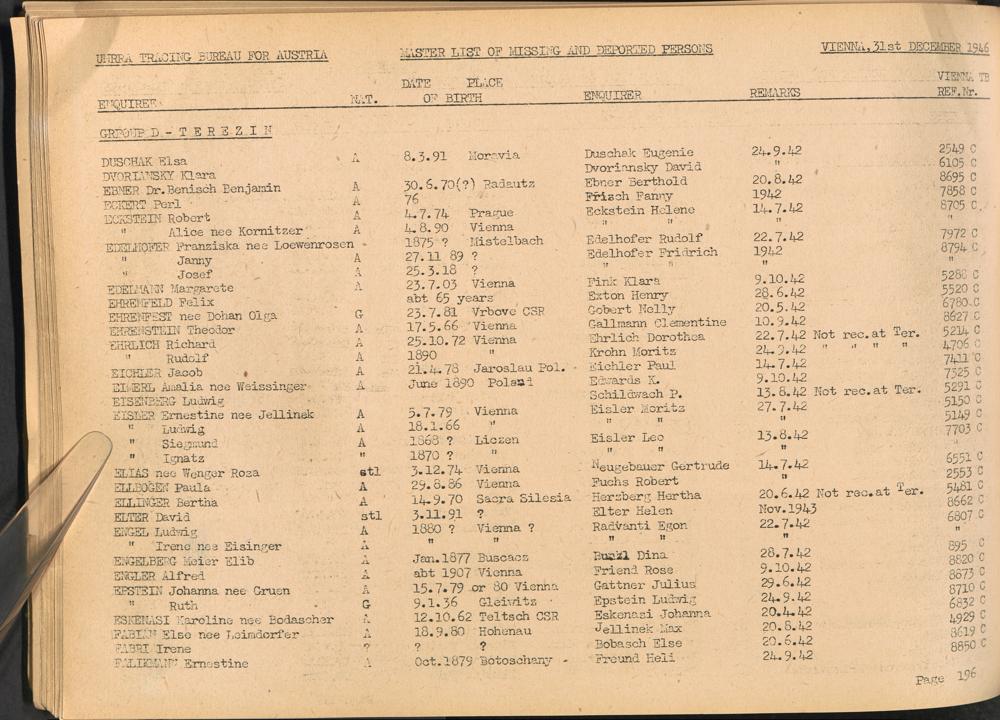 UNRRA TRACING BUREAU FOR AUSTRIA MASTER LIST OF MISSING AND DEPORTED PERSONS VIENNA, 31st DECEMBER 1946
DATE PLACE VIENNA TB
ENQUIREE NAT. OF BIRTH ENQUIRER REMARKS REF.Nr.
GRPOUP D - T E R E Z I N
DUSCHAK Elsa A 8.3.91 Moravia Duschak Eugenie 24.9.42 2549 C
DVORIANSKY Klara Dvoriansky David " 6105 C
EBNER Dr.Benisch Benjamin A 30.6.70(?) Radautz Ebner Berthold 20.8.42 8695 C
ECKERT Perl A 76 Frisch Fanny 1942 7858 C
ECKSTEIN Robert A 4.7.74 Prague Eckstein Helene 14.7.42 8705 C
" Alice nee Kornitzer A 4.8.90 Vienna " " " "
EDELHOFER Franziska nee Loewenrosen A 1875 ? Mistelbach Edelhofer Rudolf 22.7.42 7972 C
" Janny A 27.11 89 ? Edelhofer Fridrich 1942 8794 C
" Josef A 25.3.18 ? " " " "
EDELMANN Margarete A 23.7.03 Vienna Fink Klara 9.10.42 5286 C
EHRENFELD Felix abt 65 years Exton Henry 28.6.42 5520 C
EHRENFEST nee Dohan Olga G 23.7.81 Vrbove CSR Gobert Nelly 20.5.42 6780 C
EHRENSTEIN Theodor A 17.5.66 Vienna Gallmann Clementine 10.9.42 8627 C
EHRLICH Richard A 25.10.72 Vienna Ehrlich Dorothea 22.7.42 Not rec.at Ter. 5214 C
" Rudolf A 1890 " Krohn Moritz 24.9.42 " " " " 4706 C
EICHLER Jacob A 21.4.78 Jaroslau Pol. Eichler Paul 14.7.42 7411 C
EIMERL Amalia nee Weissinger A June 1890 Poland Edwards K. 9.10.42 7525 C
EISENBERG Ludwig Schildwach P. 13.8.42 Not rec.at Ter. 5291 C
EISLER Ernestine nee Jellinek A 5.7.79 Vienna Eisler Moritz 27.7.42 5150 C
" Ludwig A 18.1.66 " " " " 5149 C
" Siegmund A 1868 ? Liezen Eisler Leo 13.8.42 7703 C
" Ignatz " 1870 ? " " " "
ELIAS nee Wenger Roza stl 3.12.74 Vienna Neugebauer Gertrude 14.7.42 6551 C
ELLBOGEN Paula A 29.8.86 Vienna Fuchs Robert 2553 C
ELLINGER Bertha A 14.9.70 Sacra Silesia Herzberg Hertha 20.6.42 Not rec.at Ter. 5481 C
ELTER David stl 3.11.91 ? Elter Helen Nov.1943 8662 C
ENGEL Ludwig A 1880 ? Vienna ? Radvanti Egon 22.7.42 6807 C
" Irene nee Eisinger A " " " " "
ENGELBERG Meier Elib A Jan.1877 Buscacz Bunzl Dina 28.7.42 895 C
ENGLER Alfred A abt 1907 Vienna Friend Rose 9.10.42 8820 C
EPSTEIN Johanna nee Gruen A 15.7.79 or 80 Vienna Gattner Julius 29.6.42 8673 C
" Ruth G 9.1.36 Gleivitz Epstein Ludwig 24.9.42 8710 C
ESKENASI Karoline nee Bodascher A 12.10.62 Teltsch CSR Eskenasi Johanna 20.4.42 6832 C
FABIAN Else nee Leimdorfer A 18.9.80 Hohenau Jellinek Max 20.8.42 4929 C
FABRI Irene ? ? ? Bobasch Else 20.6.42 8619 C
Ernestine A Oct.1879 Botoschany Freund Heli 24.9.42 8850 C
Page 196